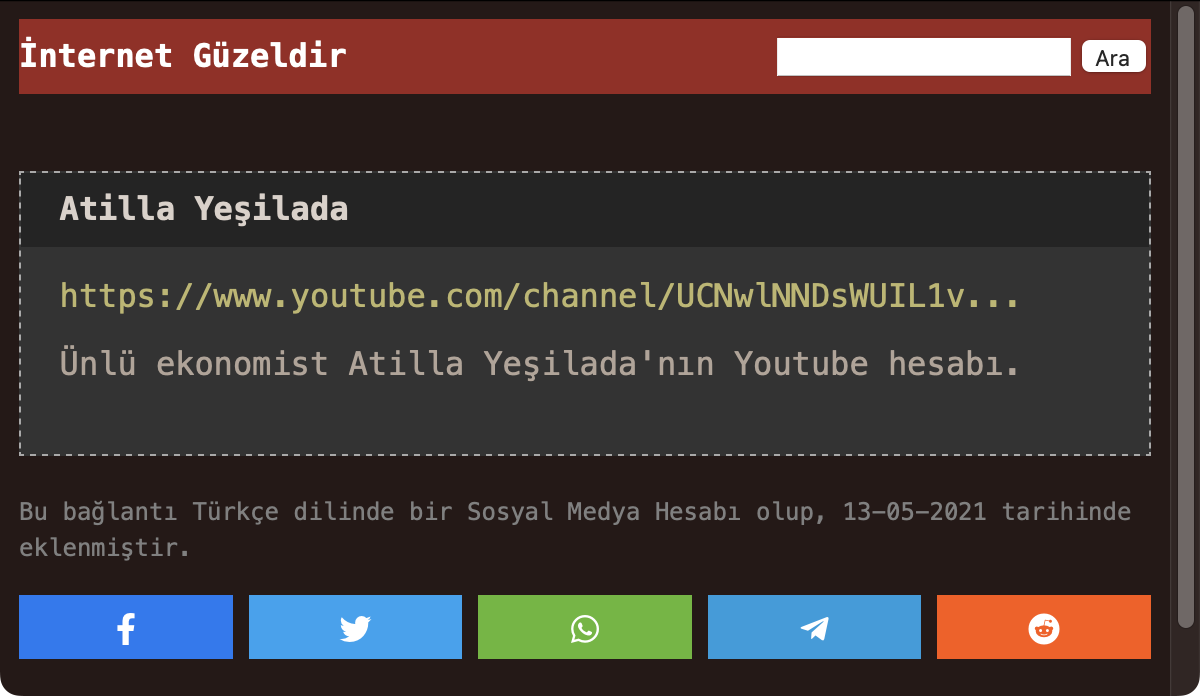 İnternet Güzeldir
Ara
Atilla Yeşilada
https://www.youtube.com/channel/UCNwlNNDsWUIL1v...
Ünlü ekonomist Atilla Yeşilada'nın Youtube hesabı.
Bu bağlantı Türkçe dilinde bir Sosyal Medya Hesabı olup, 13-05-2021 tarihinde
eklenmiştir.